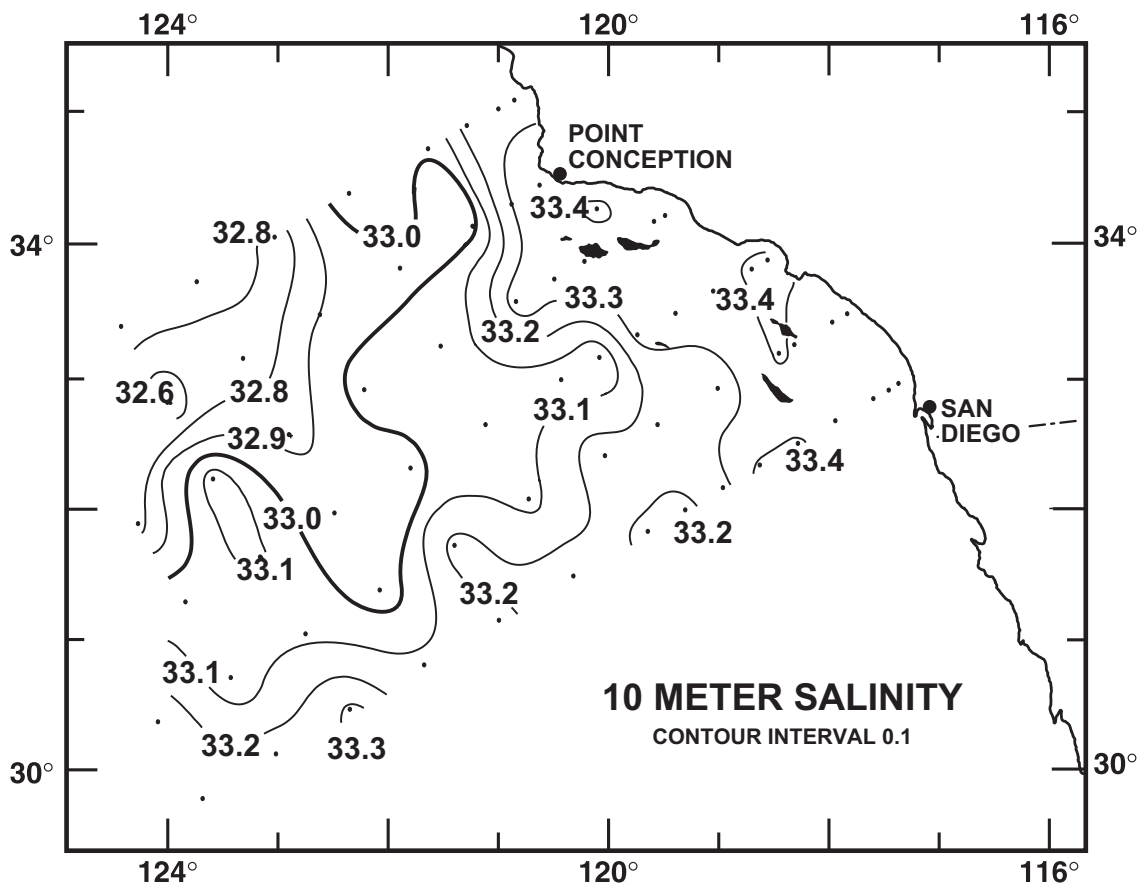 124° 120° 116°
POINT
CONCEPTION
33.4
32.8 33.0
34° 34°
33.3 33.4
33.2
32.6 32.8
33.1 SAN
DIEGO
32.9
33.4
33.0 33.2
33.1
33.2
33.1
10 METER SALINITY
CONTOUR INTERVAL 0.1
33.2 33.3
30° 30°
124° 120° 116°